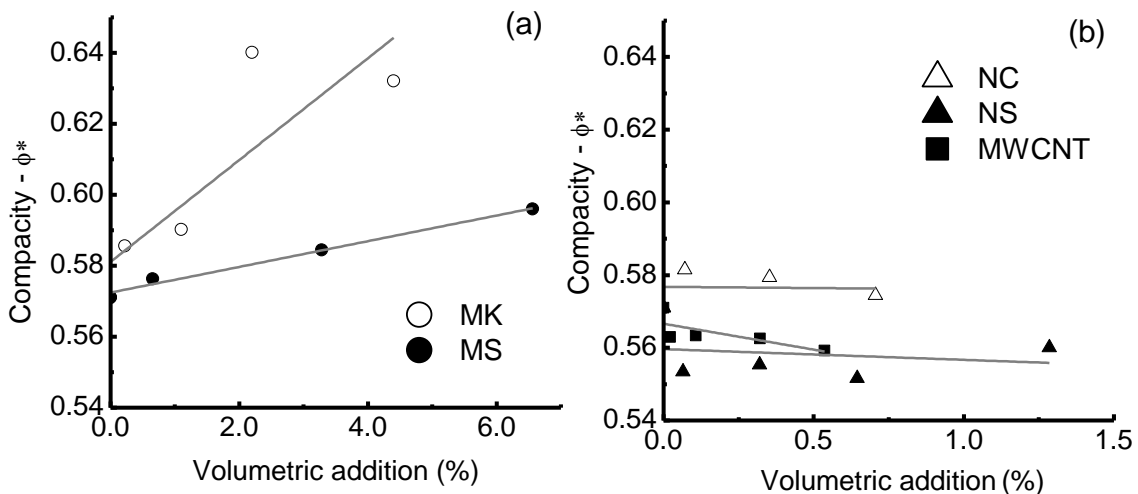 (a)
0.64
0.62
0.60
0.58
0.56
0.54
Compacity - ϕ*
MK
MS
0.0
2.0
4.0
6.0
Volumetric addition (%)
(b)
0.64
0.62
0.60
0.58
0.56
0.54
Compacity - ϕ*
NC
NS
MWCNT
0.0
0.5
1.0
1.5
Volumetric addition (%)